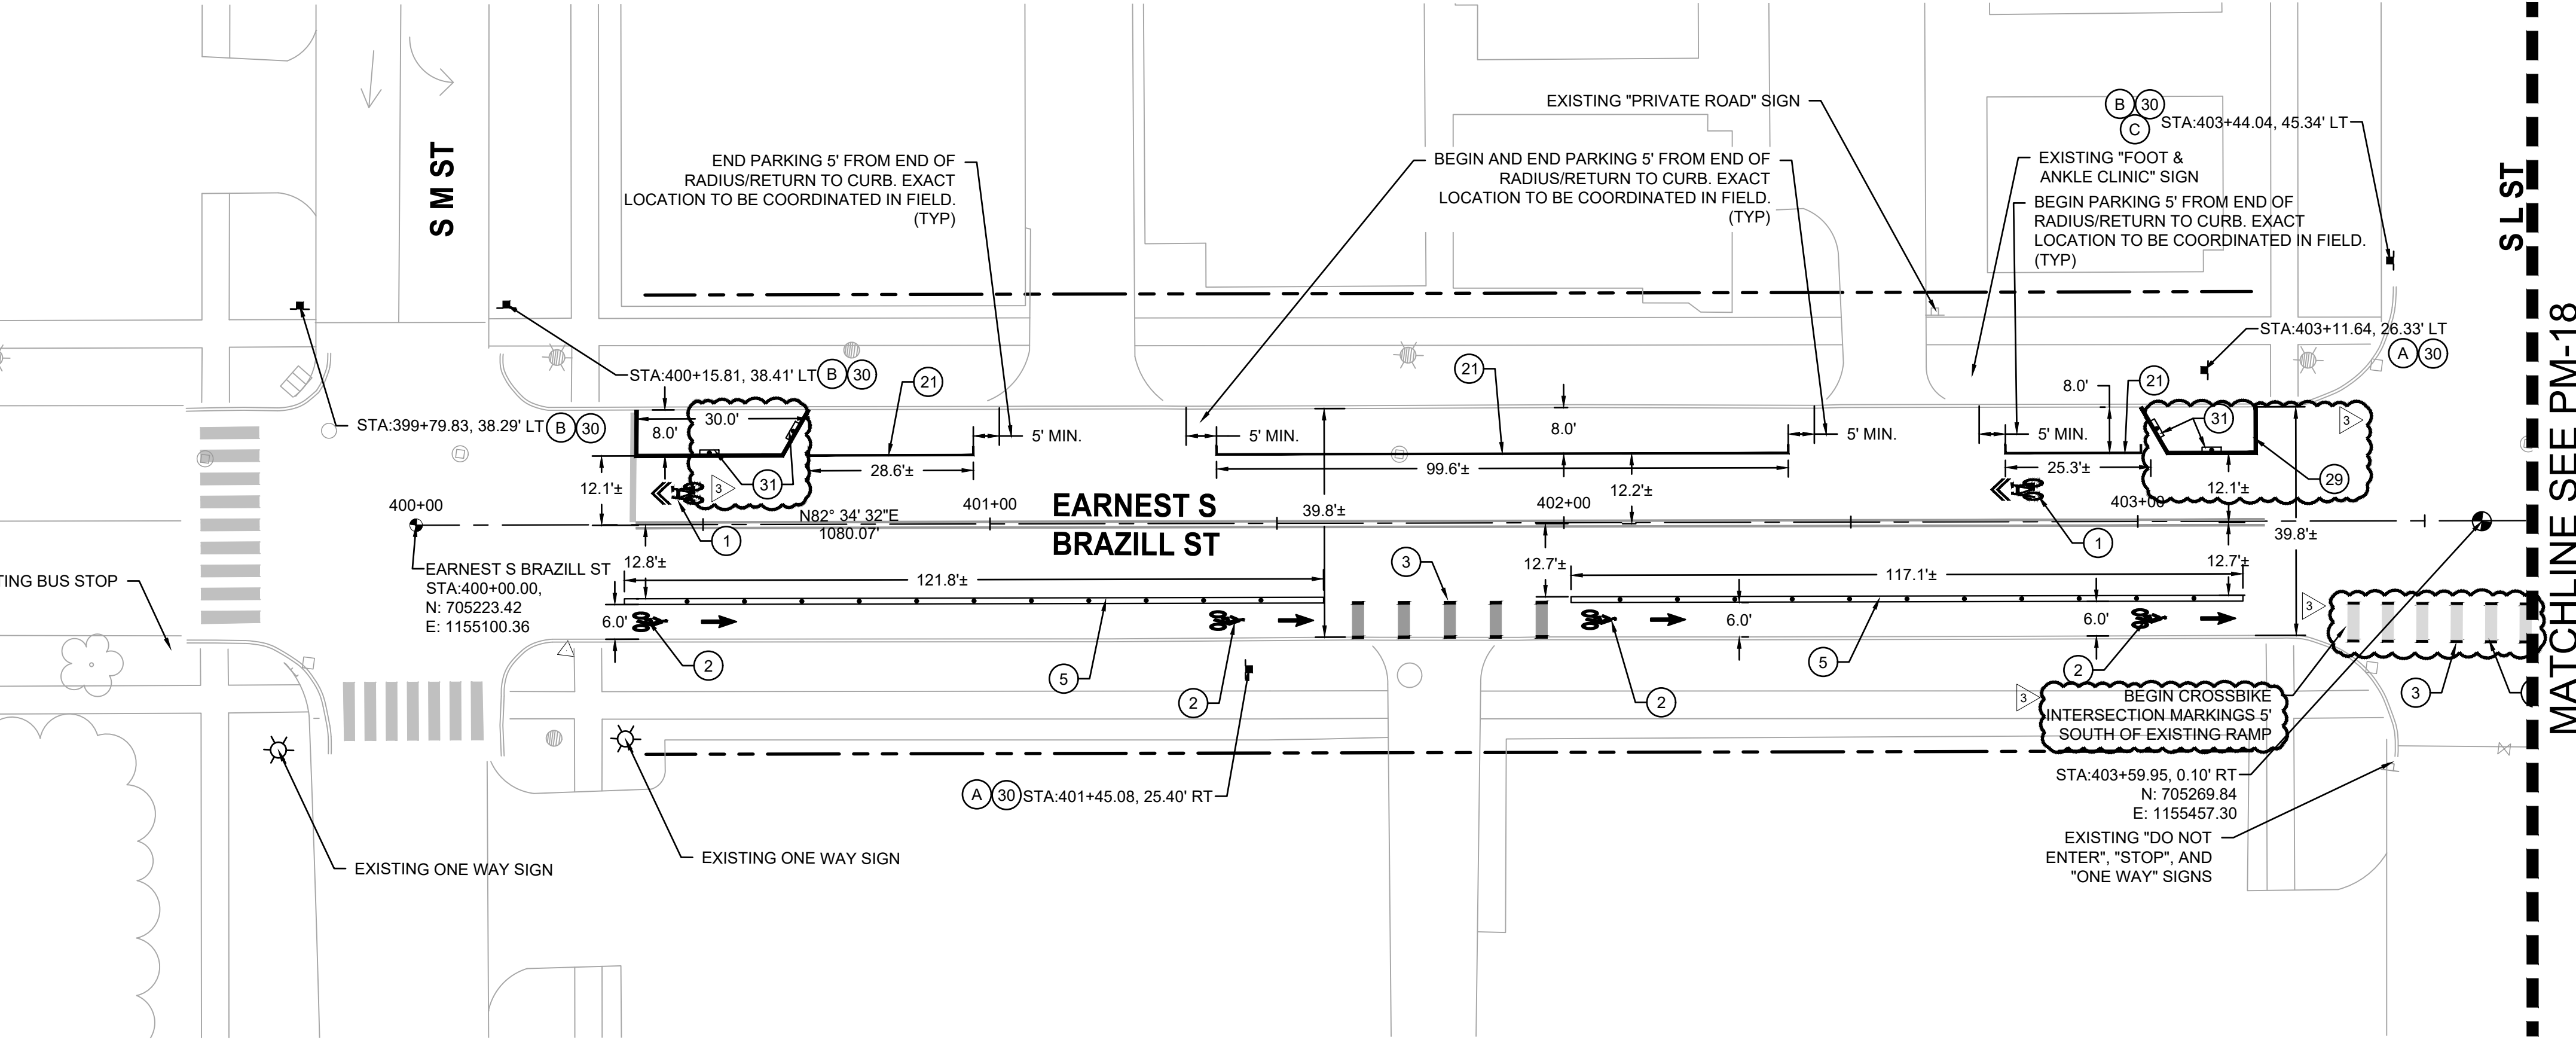 S M ST
END PARKING 5' FROM END OF
RADIUS/RETURN TO CURB. EXACT
LOCATION TO BE COORDINATED IN FIELD.
(TYP)
EXISTING "PRIVATE ROAD" SIGN
BEGIN AND END PARKING 5' FROM END OF
RADIUS/RETURN TO CURB. EXACT
LOCATION TO BE COORDINATED IN FIELD.
(TYP)
B 30
C STA:403+44.04, 45.34' LT
EXISTING "FOOT &
ANKLE CLINIC" SIGN
BEGIN PARKING 5' FROM END OF
RADIUS/RETURN TO CURB. EXACT
LOCATION TO BE COORDINATED IN FIELD.
(TYP)
S L ST
MATCHLINE SEE PM-18
STA:403+11.64, 26.33' LT
A 30
STA:400+15.81, 38.41' LT B 30
21
21
21
STA:399+79.83, 38.29' LT B 30
30.0'
8.0'
5' MIN.
5' MIN.
8.0'
5' MIN.
5' MIN.
8.0'
31
3
28.6'±
99.6'±
25.3'±
12.1'±
31
3
29
12.1'±
400+00
401+00
402+00
403+00
12.2'±
39.8'±
39.8'±
N82° 34' 32"E
1080.07'
EARNEST S
BRAZILL ST
1
1
TING BUS STOP
EARNEST S BRAZILL ST
STA:400+00.00,
N: 705223.42
E: 1155100.36
12.8'±
121.8'±
3
12.7'±
117.1'±
12.7'±
6.0'
6.0'
6.0'
3
2
5
2
2
5
2
3
3
BEGIN CROSSBIKE
INTERSECTION MARKINGS 5'
SOUTH OF EXISTING RAMP
A 30 STA:401+45.08, 25.40' RT
STA:403+59.95, 0.10' RT
N: 705269.84
E: 1155457.30
EXISTING ONE WAY SIGN
EXISTING ONE WAY SIGN
EXISTING "DO NOT
ENTER", "STOP", AND
"ONE WAY" SIGNS